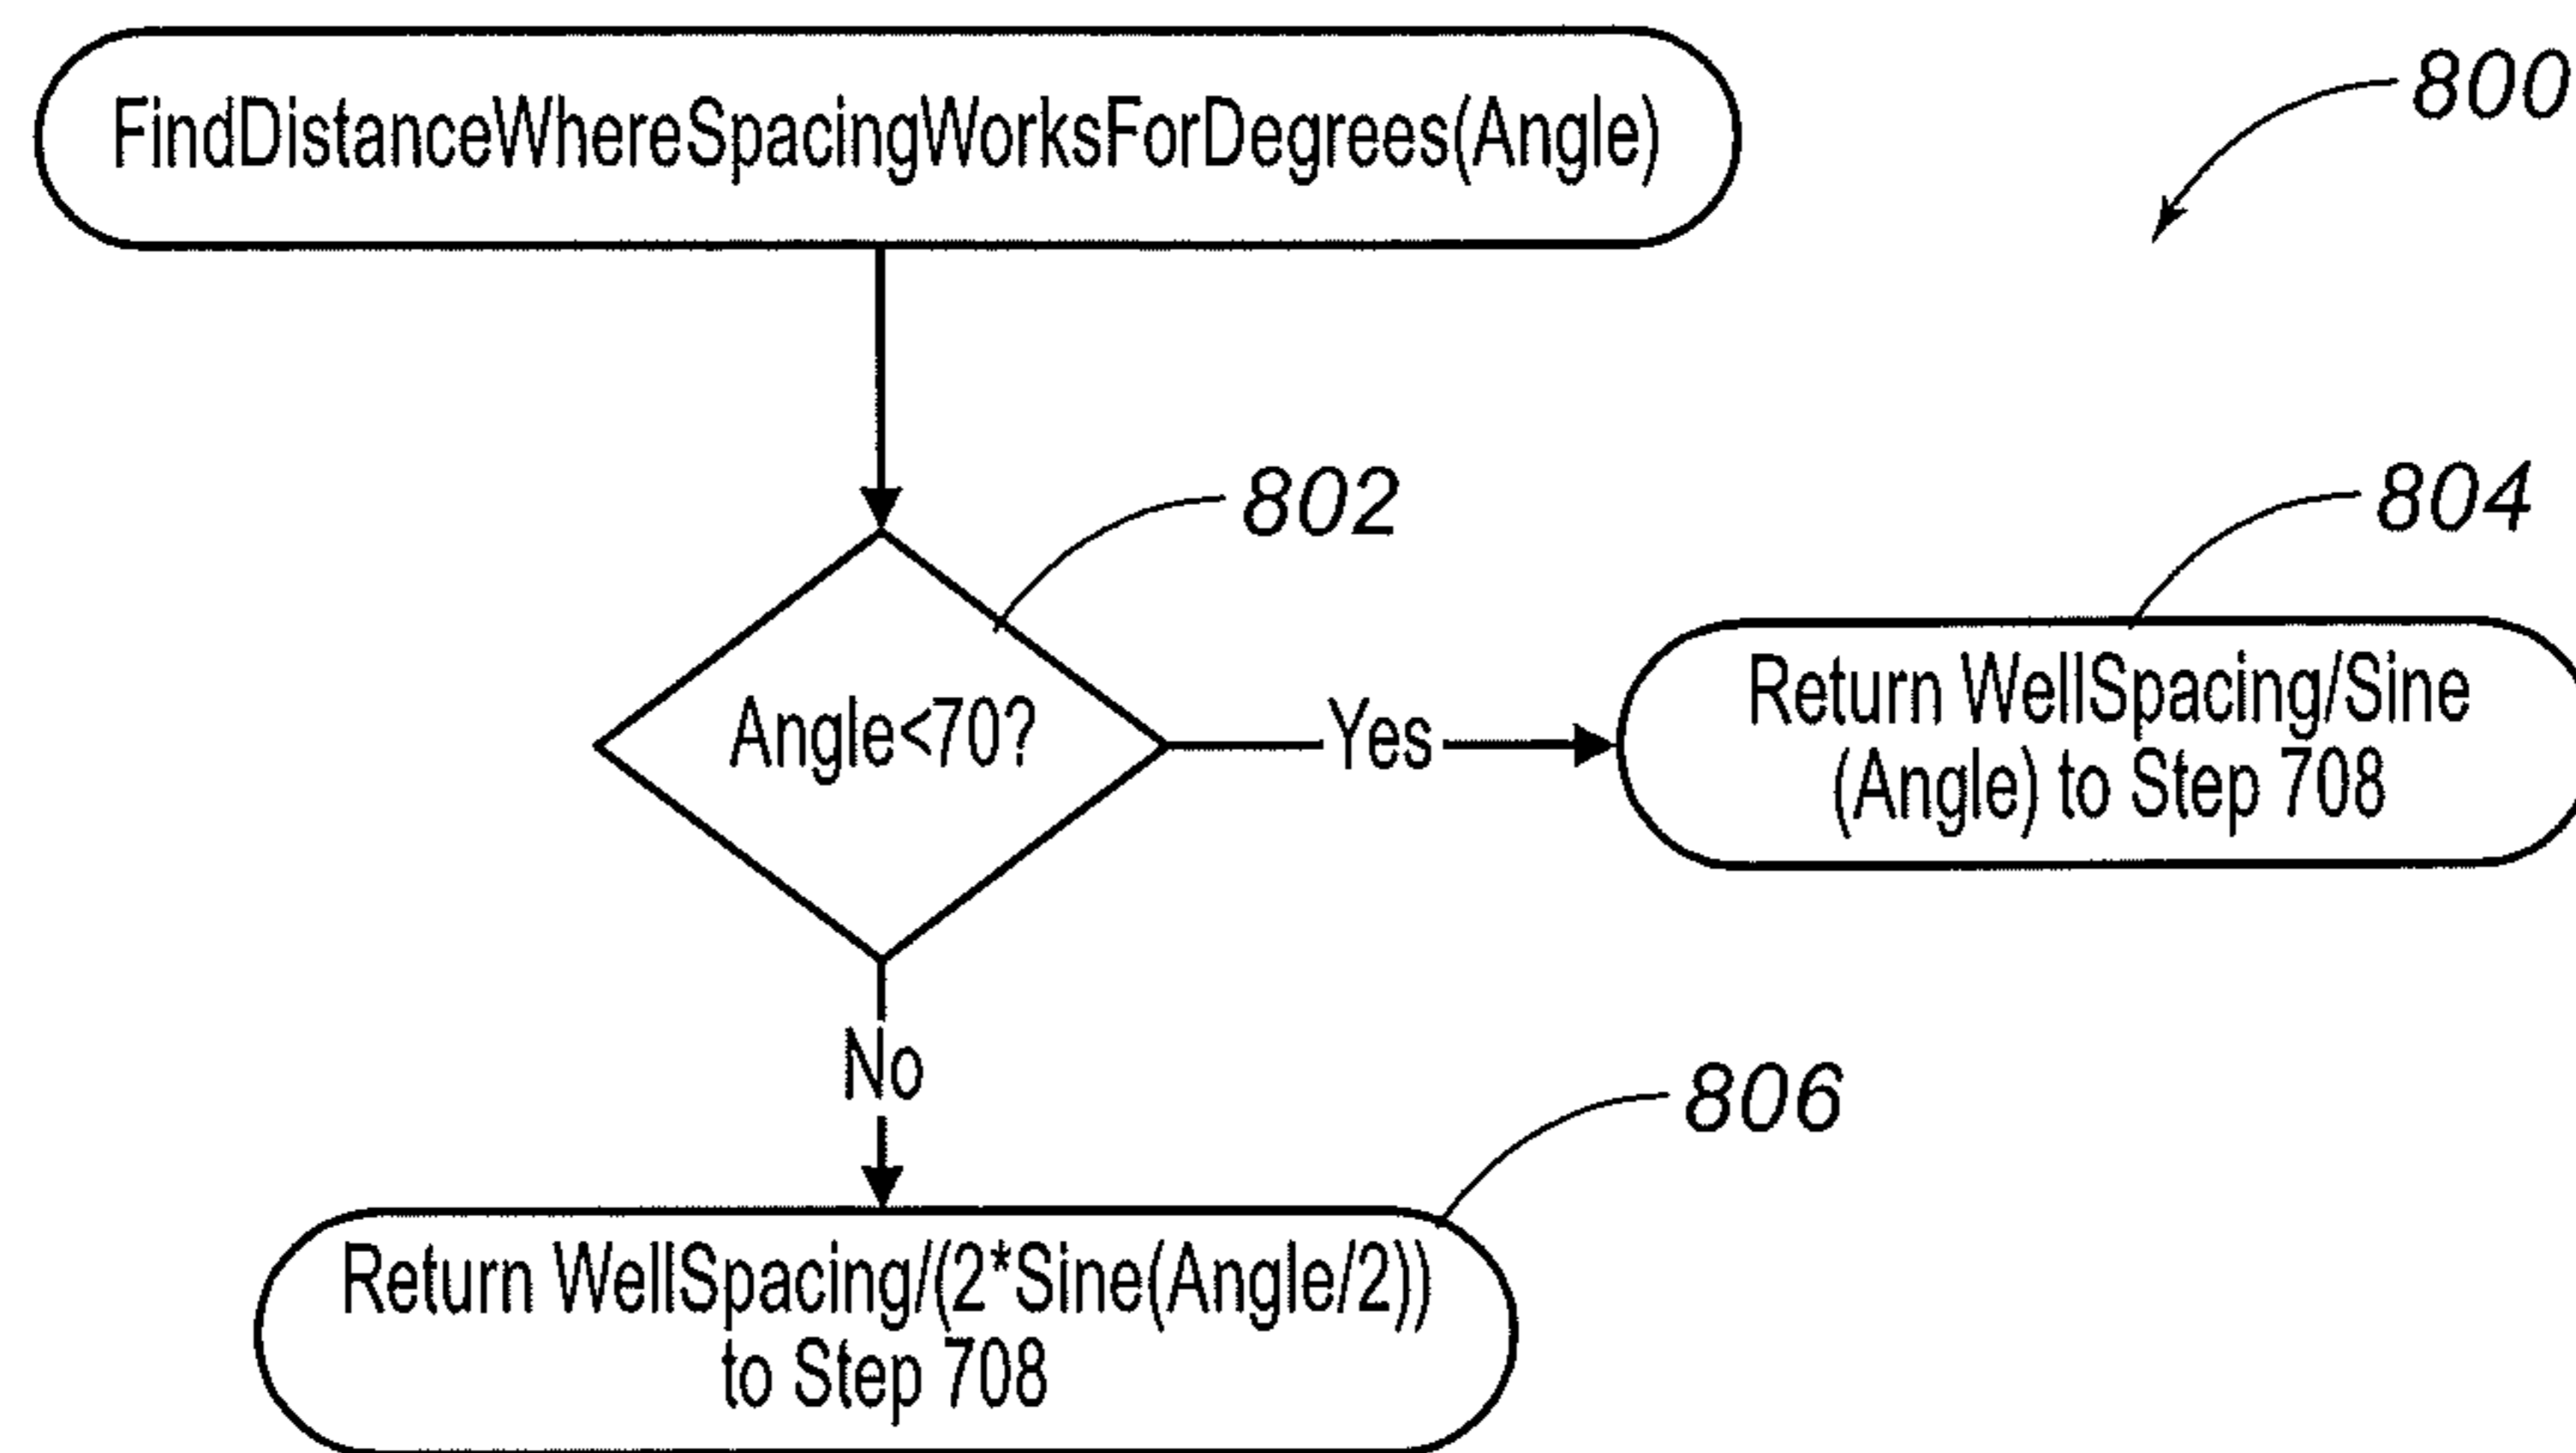 FindDistanceWhereSpacingWorksForDegrees(Angle)
800
802
804
Angle<70?
Yes
Return WellSpacing/Sine
(Angle) to Step 708
No
806
Return WellSpacing/(2*Sine(Angle/2))
to Step 708